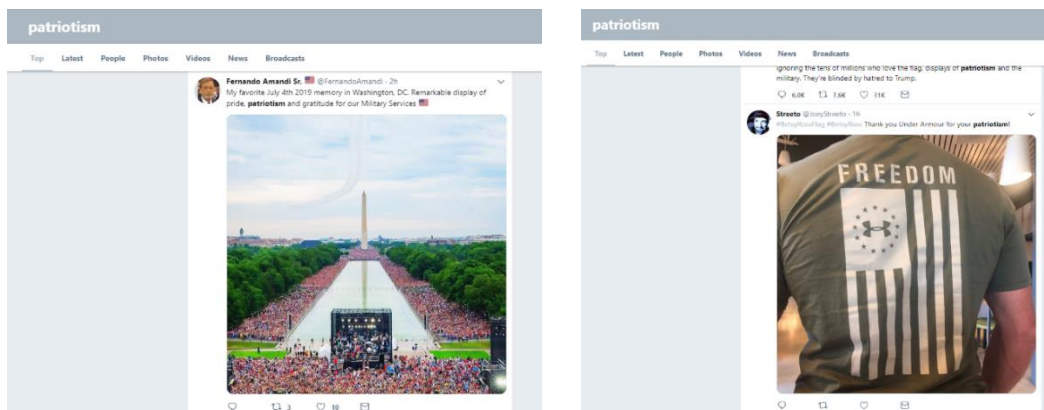 patriotism
Top Latest People Photos Videos News Broadcasts
Fernando Amandi Sr. @FernandoAmandi - 2h
My favorite July 4th 2019 memory in Washington, DC. Remarkable display of
pride, patriotism and gratitude for our Military Services
3 10
patriotism
Top Latest People Photos Videos News Broadcasts
ignoring the tens of millions who love the flag, displays of patriotism and the
military. They're blinded by hatred to Trump.
6.0K 7.6K 31K
Streeto @JoeyStreeto - 1h
#BetsyRossFlag #BetsyRoss Thank you Under Armour for your patriotism!
FREEDOM